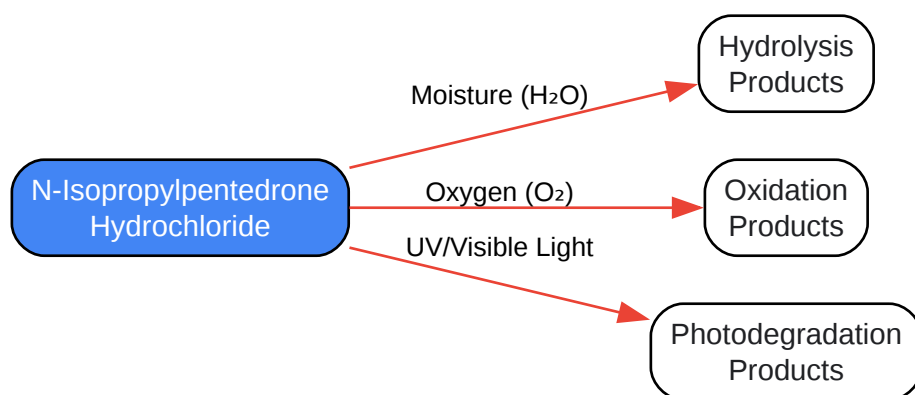 N-Isopropylpentedrone
Hydrochloride
Moisture (H₂O)
Hydrolysis
Products
Oxygen (O₂)
Oxidation
Products
UV/Visible Light
Photodegradation
Products